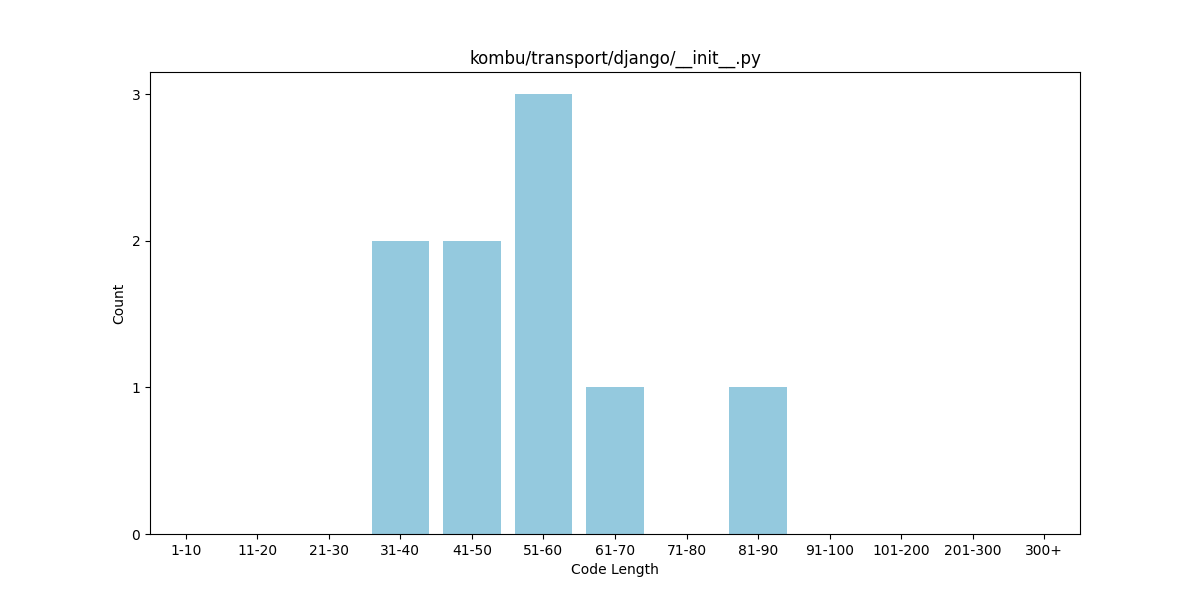 kombu/transport/django/__init__.py
3
2
1
0
Count
1-10 11-20 21-30 31-40 41-50 51-60 61-70 71-80 81-90 91-100 101-200 201-300 300+
Code Length